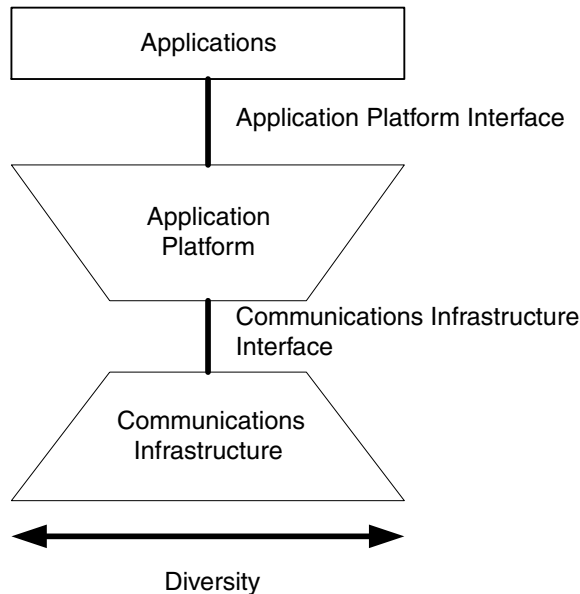 Applications
Application Platform Interface
Application
Platform
Communications Infrastructure
Interface
Communications
Infrastructure
Diversity